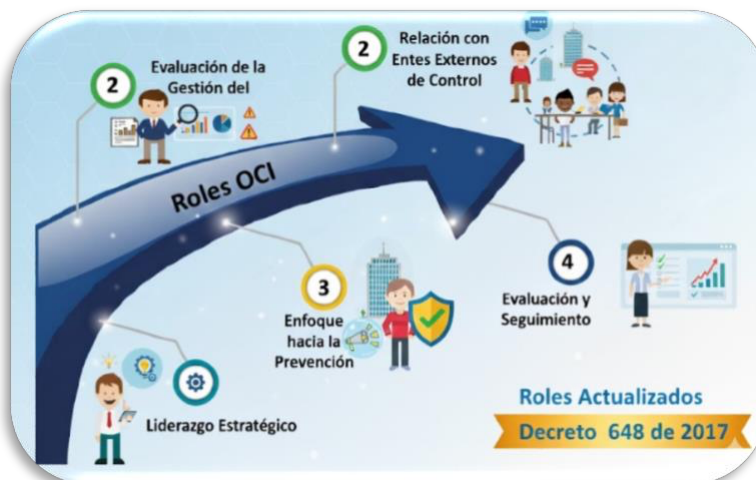 2
Evaluación de la
Gestión del
2
Relación con
Entes Externos
de Control
Roles OCI
3
Enfoque
hacia la
Prevención
4
Evaluación y
Seguimiento
Liderazgo Estratégico
Roles Actualizados
Decreto 648 de 2017